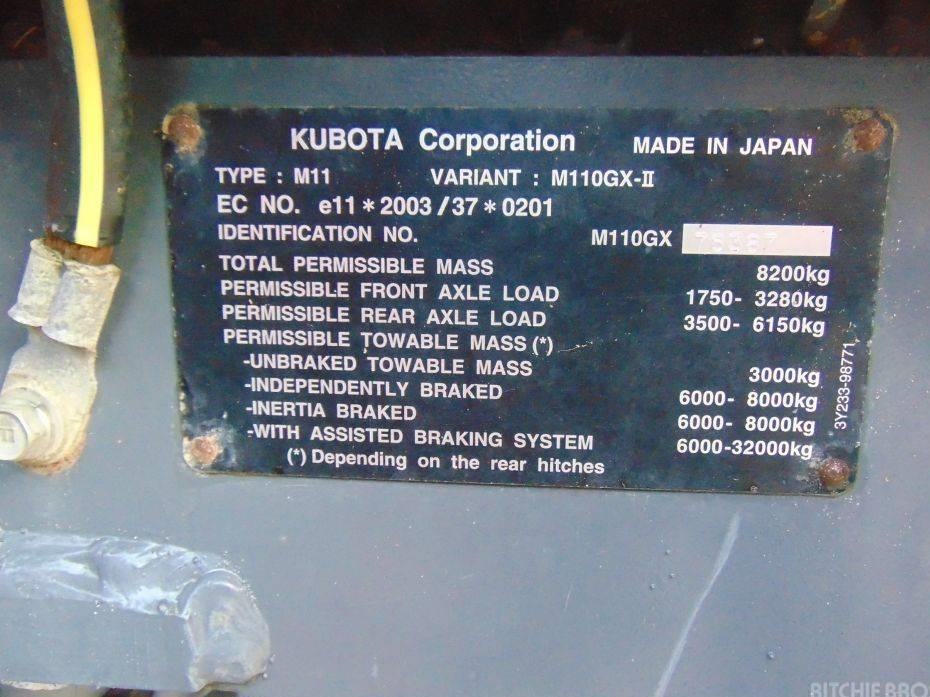 KUBOTA Corporation MADE IN JAPAN
TYPE : M11 VARIANT : M110GX-II
EC NO. e11*2003/37*0201
IDENTIFICATION NO. M110GX
TOTAL PERMISSIBLE MASS 8200kg
PERMISSIBLE FRONT AXLE LOAD 1750- 3280kg
PERMISSIBLE REAR AXLE LOAD 3500- 6150kg
PERMISSIBLE TOWABLE MASS (*)
-UNBRAKED TOWABLE MASS 3000kg
-INDEPENDENTLY BRAKED 6000- 8000kg
-INERTIA BRAKED 6000- 8000kg
-WITH ASSISTED BRAKING SYSTEM 6000-32000kg
(*) Depending on the rear hitches
3Y233-98771
RITCHIE BRO